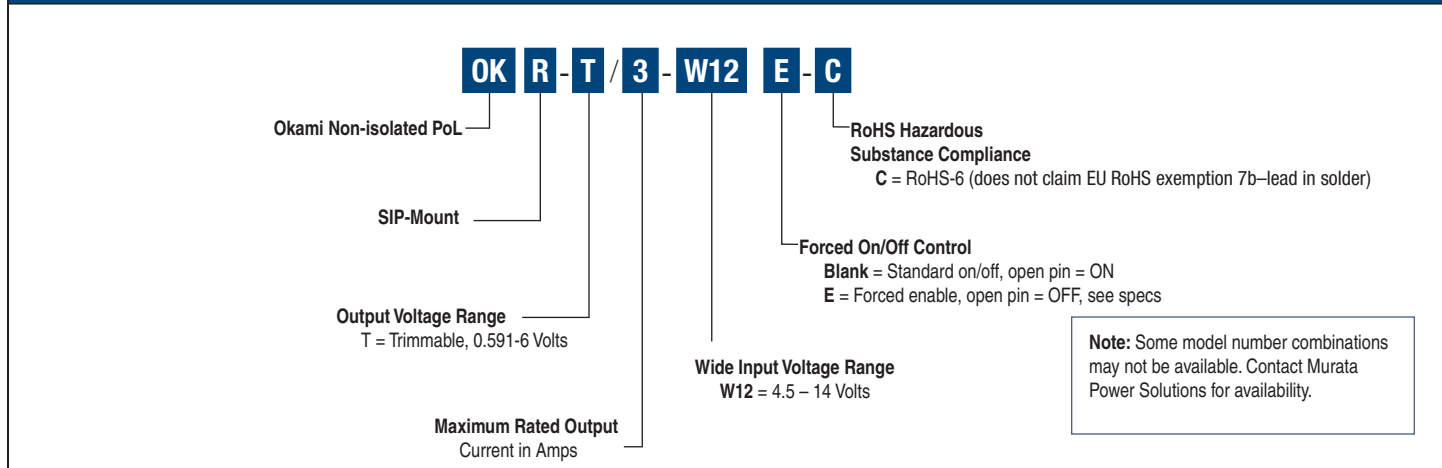 OK R - T / 3 - W12 E - C
Okami Non-isolated PoL
RoHS Hazardous
Substance Compliance
C = RoHS-6 (does not claim EU RoHS exemption 7b–lead in solder)
SIP-Mount
Forced On/Off Control
Blank = Standard on/off, open pin = ON
E = Forced enable, open pin = OFF, see specs
Output Voltage Range
T = Trimmable, 0.591-6 Volts
Note: Some model number combinations
may not be available. Contact Murata
Power Solutions for availability.
Wide Input Voltage Range
W12 = 4.5 – 14 Volts
Maximum Rated Output
Current in Amps